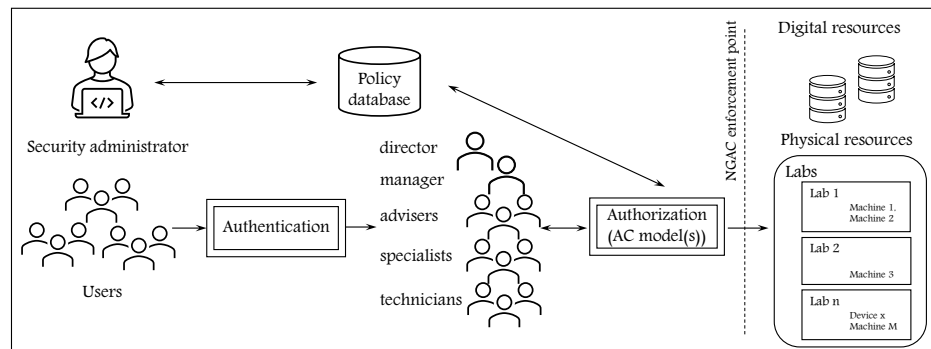 Digital resources
NGAC enforcement point
Policy
database
Security administrator
Physical resources
director
manager
advisers
specialists
technicians
Labs
Lab 1
Machine 1,
Machine 2
Authentication
Authorization
(AC model(s))
Lab 2
Machine 3
Users
Lab n
Device x
Machine M